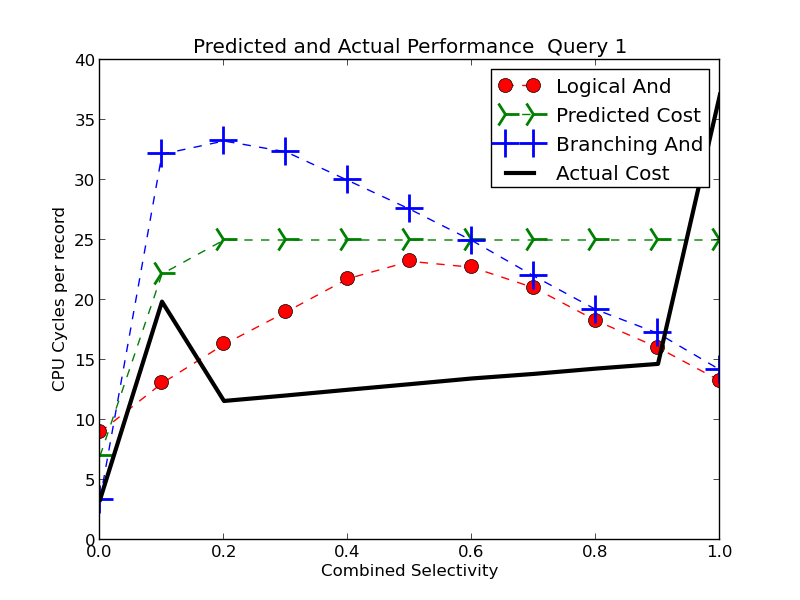 Predicted and Actual Performance  Query 1
40
35
30
25
20
15
10
5
0
CPU Cycles per record
Logical And
Predicted Cost
Branching And
Actual Cost
0.0 0.2 0.4 0.6 0.8 1.0
Combined Selectivity